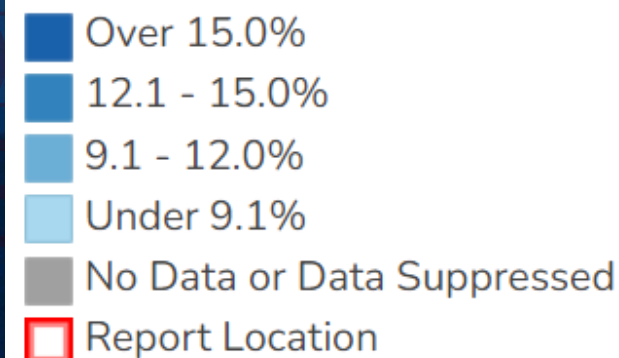 Over 15.0%
12.1 - 15.0%
9.1 - 12.0%
Under 9.1%
No Data or Data Suppressed
Report Location